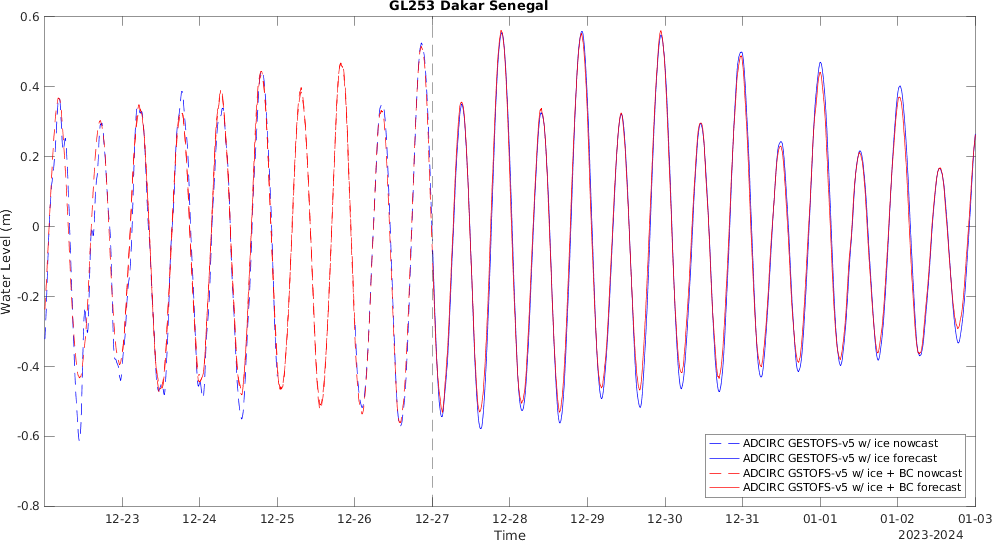 GL253 Dakar Senegal
Water Level (m)
0.6
0.4
0.2
0
-0.2
-0.4
-0.6
-0.8
ADCIRC GESTOFS-v5 w/ ice nowcast
ADCIRC GESTOFS-v5 w/ ice forecast
ADCIRC GSTOFS-v5 w/ ice + BC nowcast
ADCIRC GSTOFS-v5 w/ ice + BC forecast
12-23 12-24 12-25 12-26 12-27 12-28 12-29 12-30 12-31 01-01 01-02 01-03
Time
2023-2024